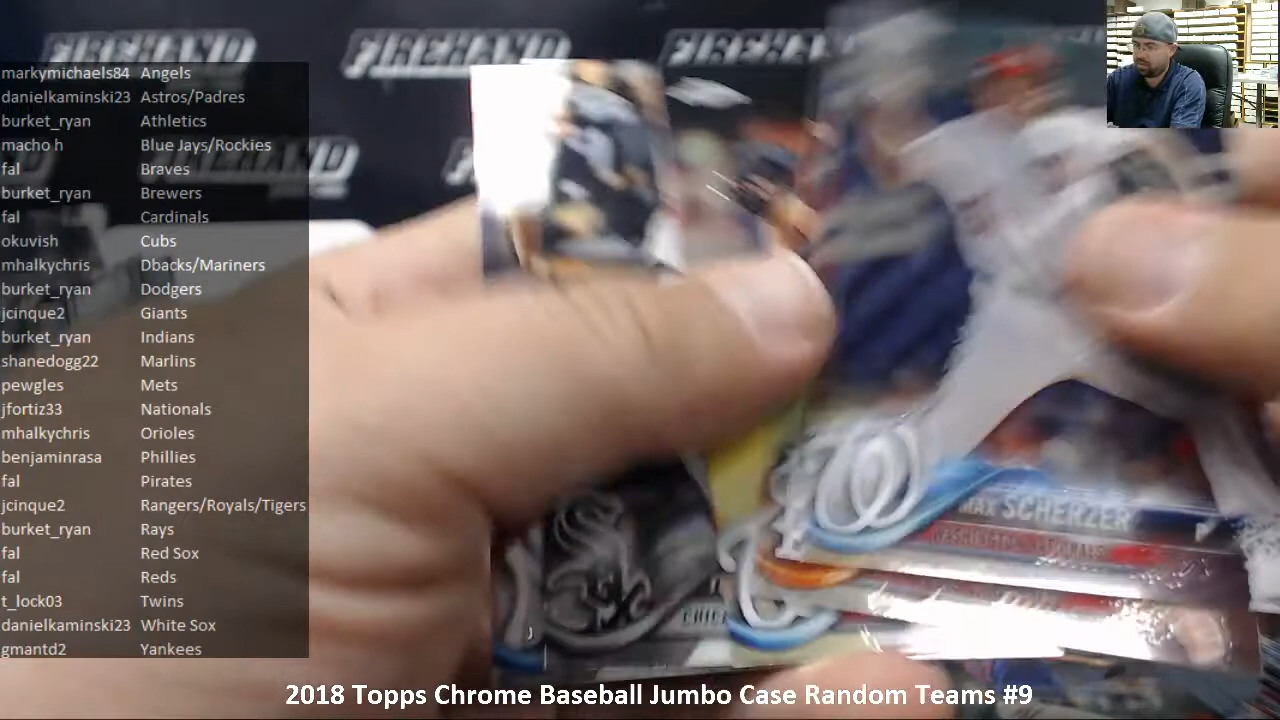 FIREHAND FIREHAND FIREHAND
markymichaels84 Angels
danielkaminski23 Astros/Padres
burket_ryan Athletics
macho h Blue Jays/Rockies
fal Braves
burket_ryan Brewers
fal Cardinals
okuvish Cubs
mhalkychris Dbacks/Mariners
burket_ryan Dodgers
jcinque2 Giants
burket_ryan Indians
shanedogg22 Marlins
pewgles Mets
jfortiz33 Nationals
mhalkychris Orioles
benjaminrasa Phillies
fal Pirates
jcinque2 Rangers/Royals/Tigers
burket_ryan Rays
fal Red Sox
fal Reds
t_lock03 Twins
danielkaminski23 White Sox
gmantd2 Yankees
MAX SCHERZER
WASHINGTON NATIONALS
2018 Topps Chrome Baseball Jumbo Case Random Teams #9